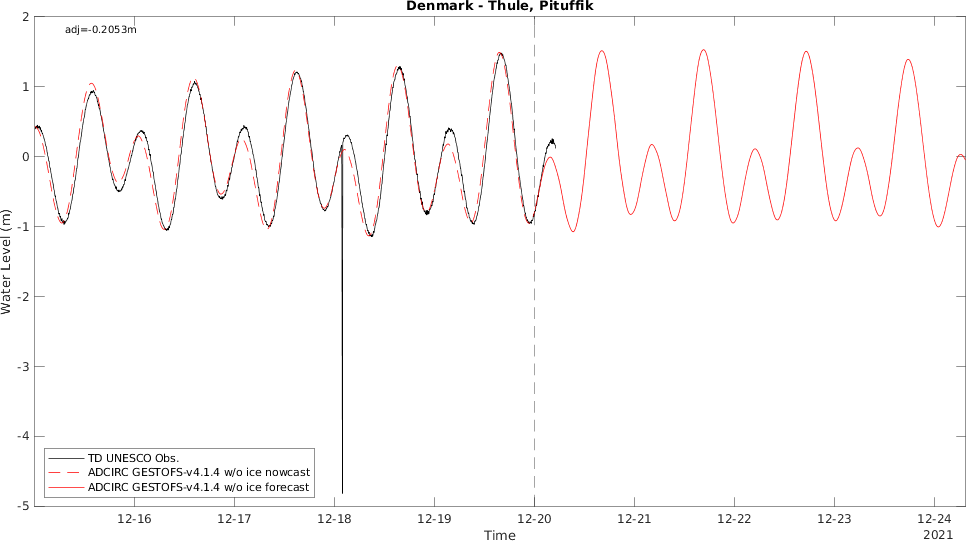 Denmark - Thule, Pituffik
adj=-0.2053m
2
1
0
-1
-2
-3
-4
-5
Water Level (m)
TD UNESCO Obs.
ADCIRC GESTOFS-v4.1.4 w/o ice nowcast
ADCIRC GESTOFS-v4.1.4 w/o ice forecast
12-16 12-17 12-18 12-19 12-20 12-21 12-22 12-23 12-24
Time 2021